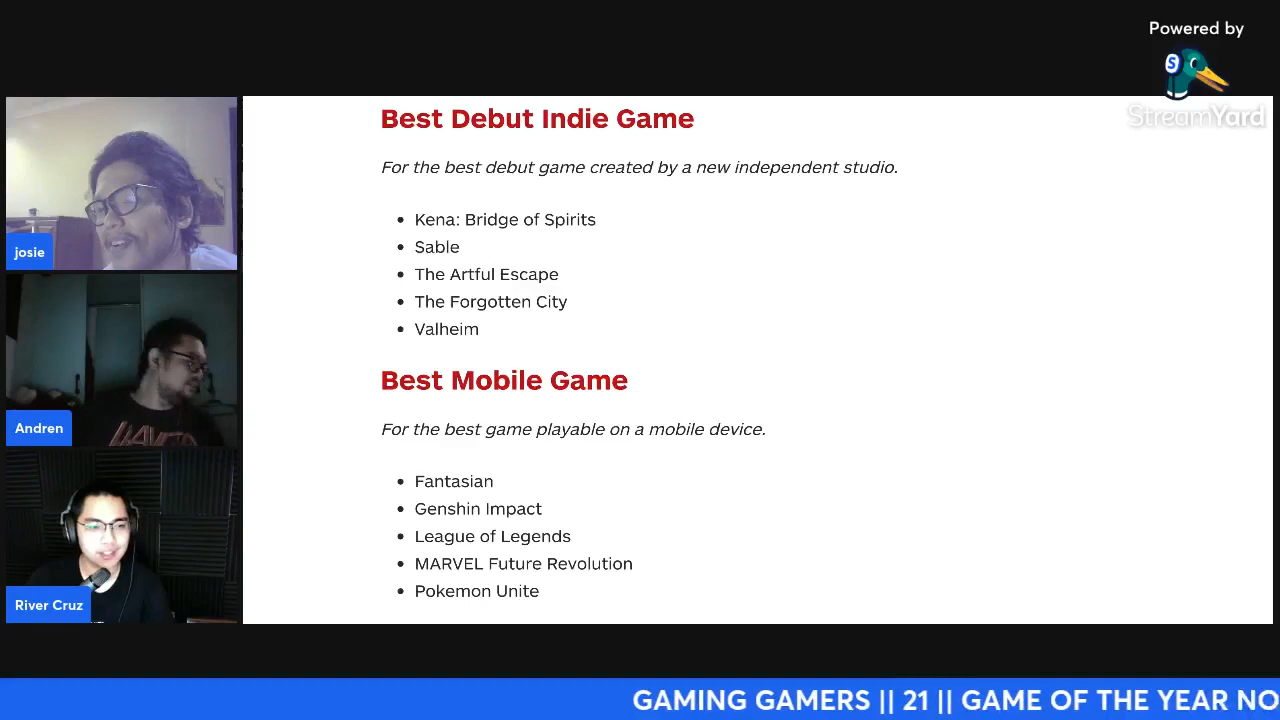 Powered by
StreamYard
Best Debut Indie Game
For the best debut game created by a new independent studio.
Kena: Bridge of Spirits
Sable
The Artful Escape
The Forgotten City
Valheim
Best Mobile Game
For the best game playable on a mobile device.
Fantasian
Genshin Impact
League of Legends
MARVEL Future Revolution
Pokemon Unite
josie
Andren
River Cruz
GAMING GAMERS || 21 || GAME OF THE YEAR NO